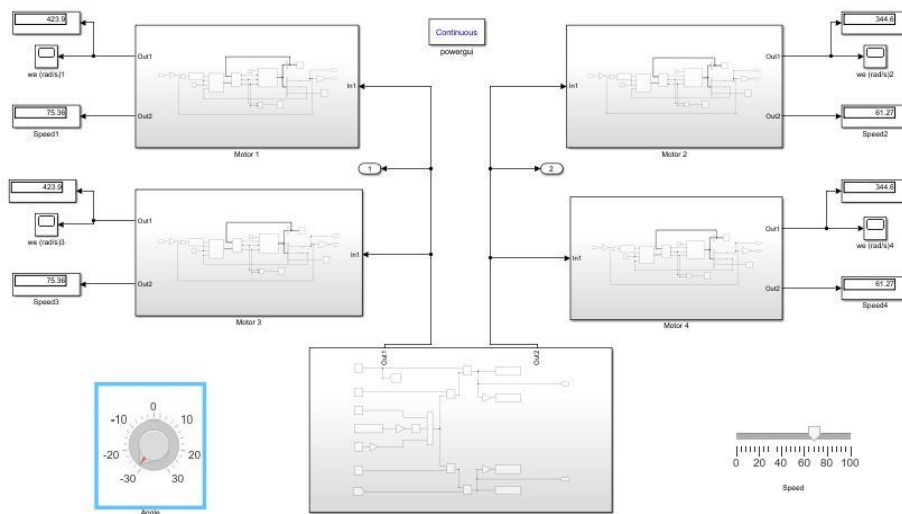 423.9
we (rad/s)1
75.36
Speed1
Out1
Out2
In1
Motor 1
Continuous
powergui
In1
Out1
Out2
Motor 2
344.6
we (rad/s)2
61.27
Speed2
1
2
423.9
we (rad/s)3
75.36
Speed3
Out1
Out2
In1
Motor 3
In1
Out1
Out2
Motor 4
344.6
we (rad/s)4
61.27
Speed4
Out1
Out2
0
-10
10
-20
20
-30
30
Angle
0 20 40 60 80 100
Speed